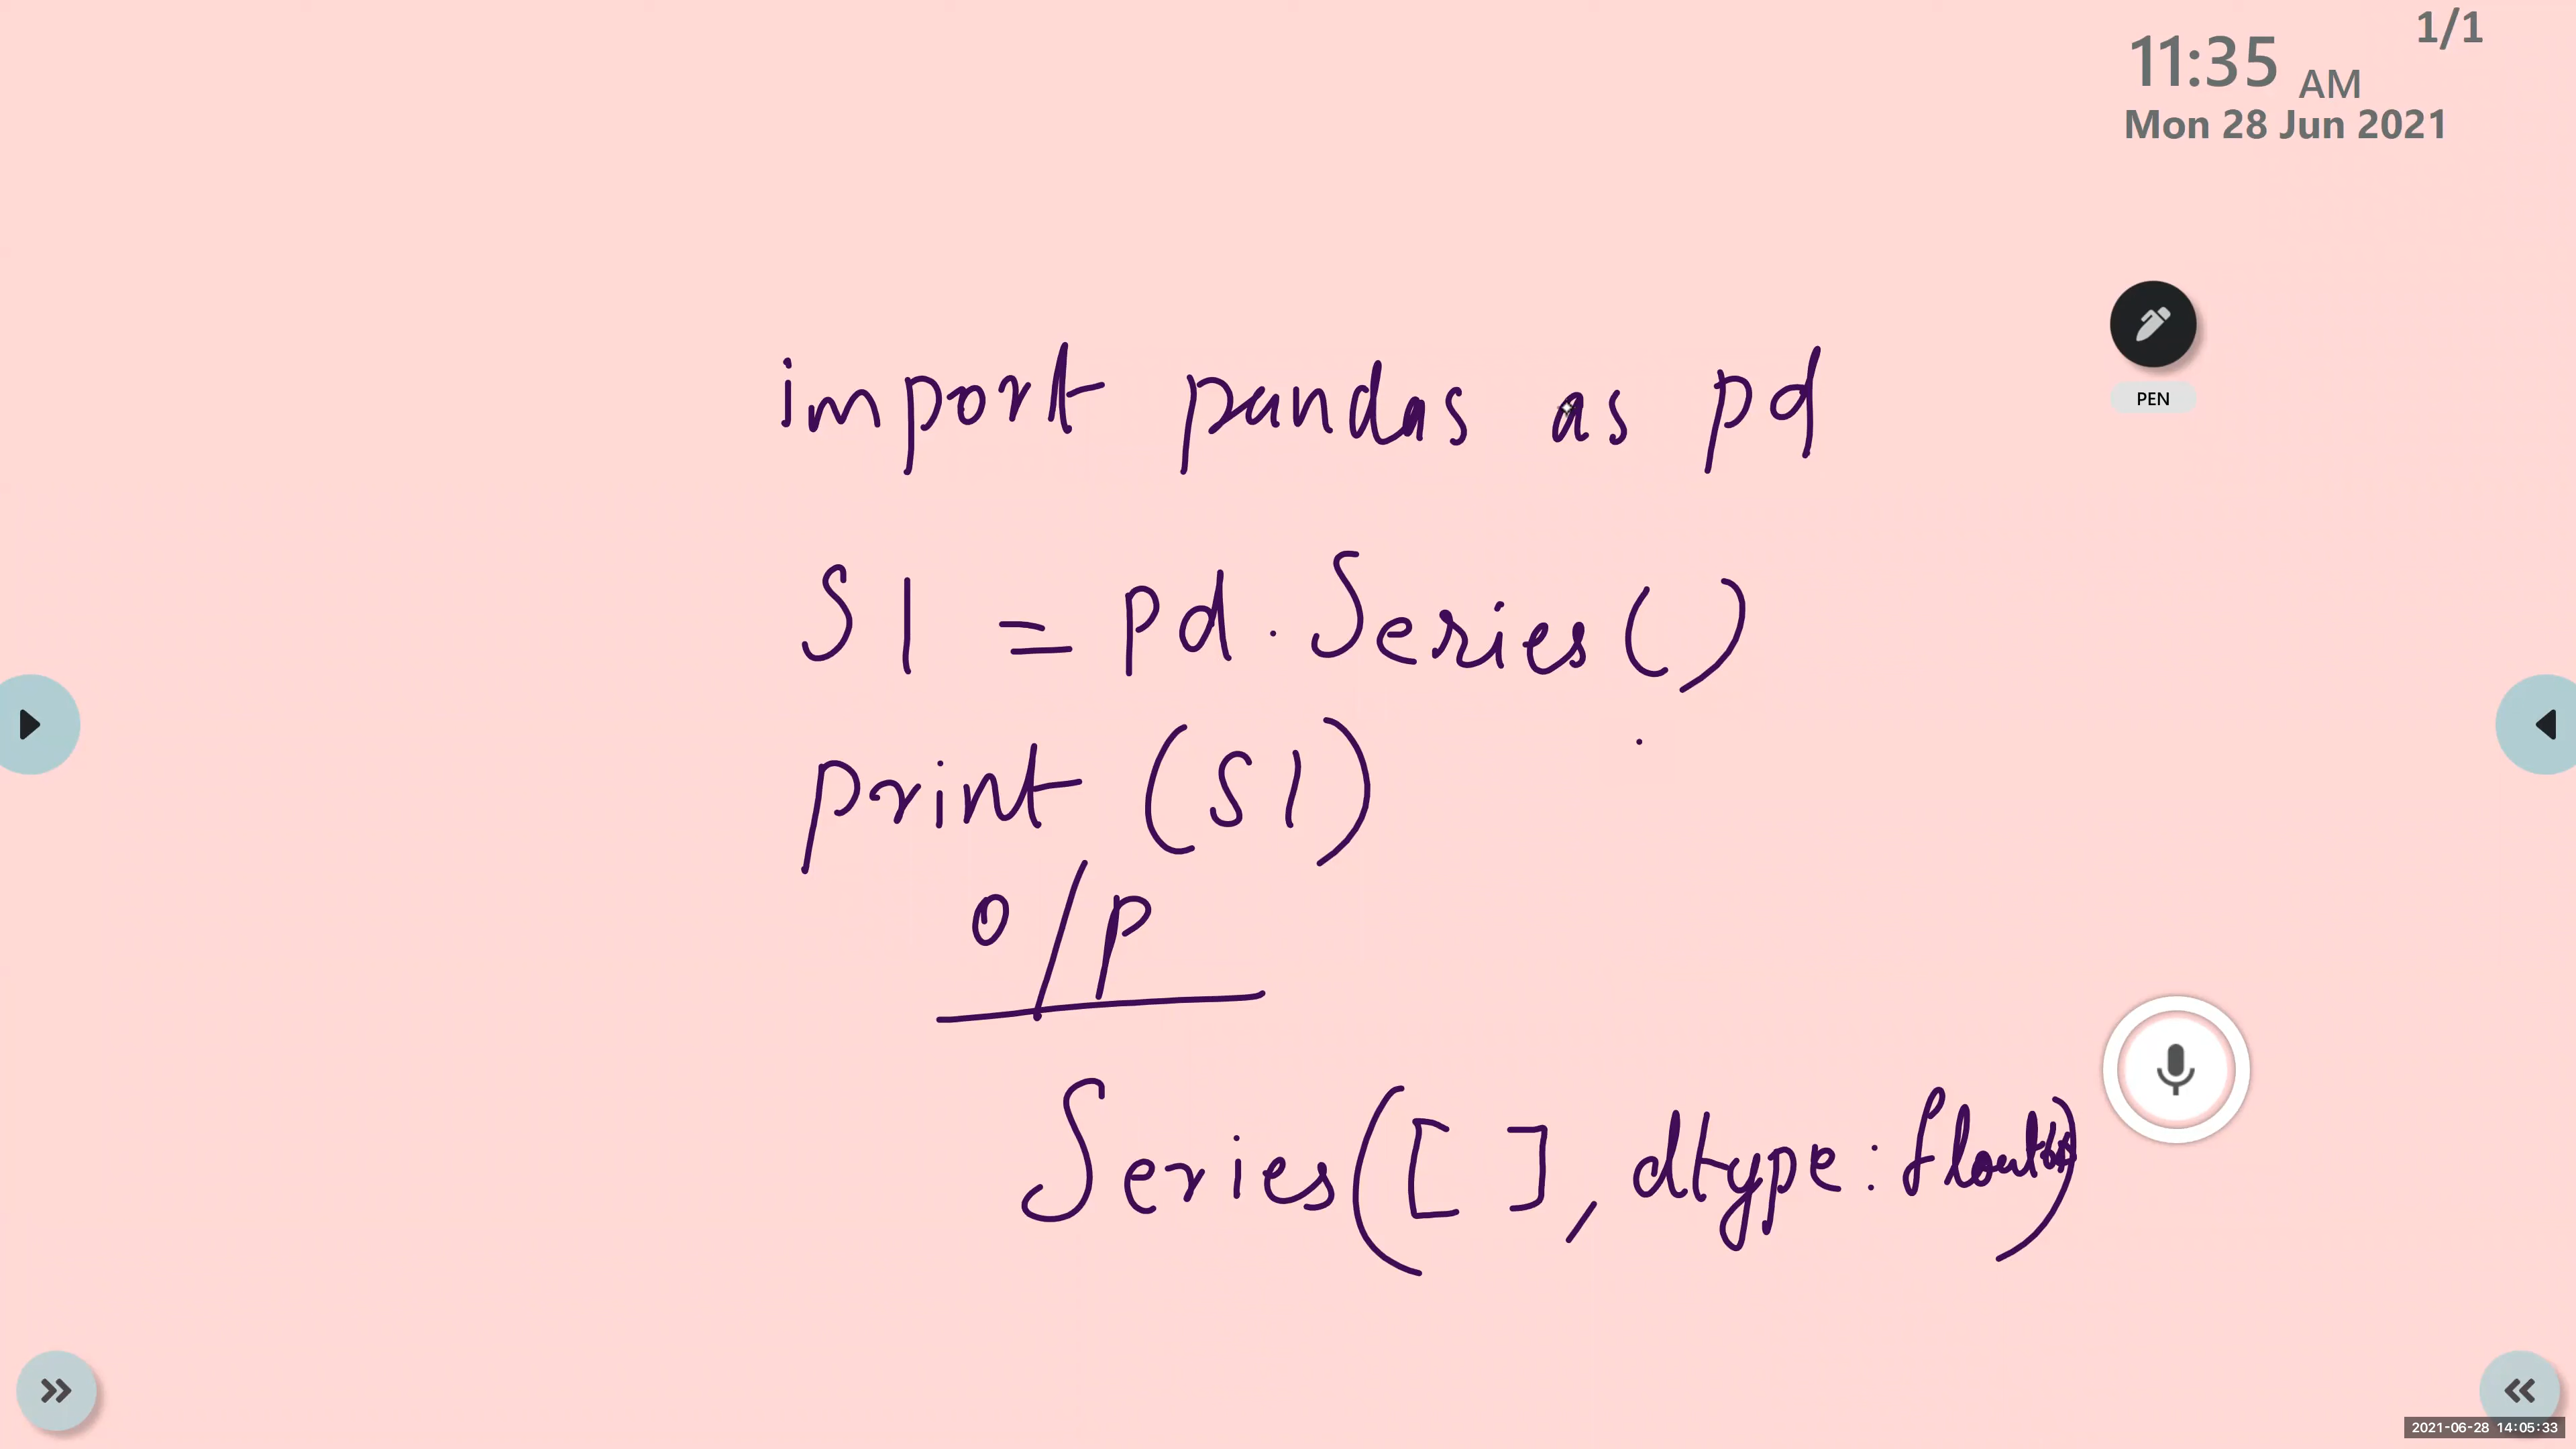 1/1
11:35 AM
Mon 28 Jun 2021
PEN
import pandas as pd
S1 = pd.Series()
print (S1)
O/P
Series([ ], dtype: float64)
2021-06-28 14:05:33